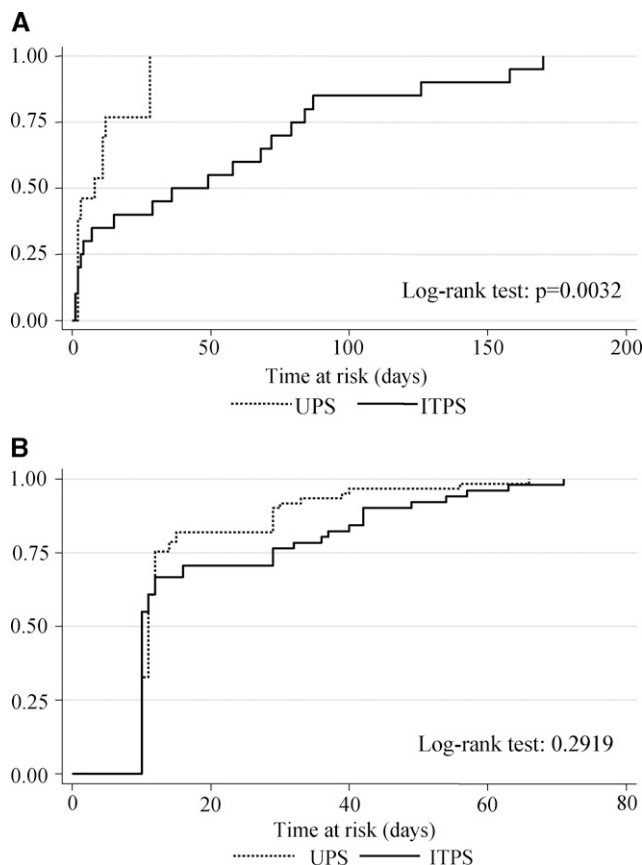 A
1.00
0.75
0.50
0.25
0.00
Log-rank test: p=0.0032
0 50 100 150 200
Time at risk (days)
UPS ITPS
B
1.00
0.75
0.50
0.25
0.00
Log-rank test: 0.2919
0 20 40 60 80
Time at risk (days)
UPS ITPS